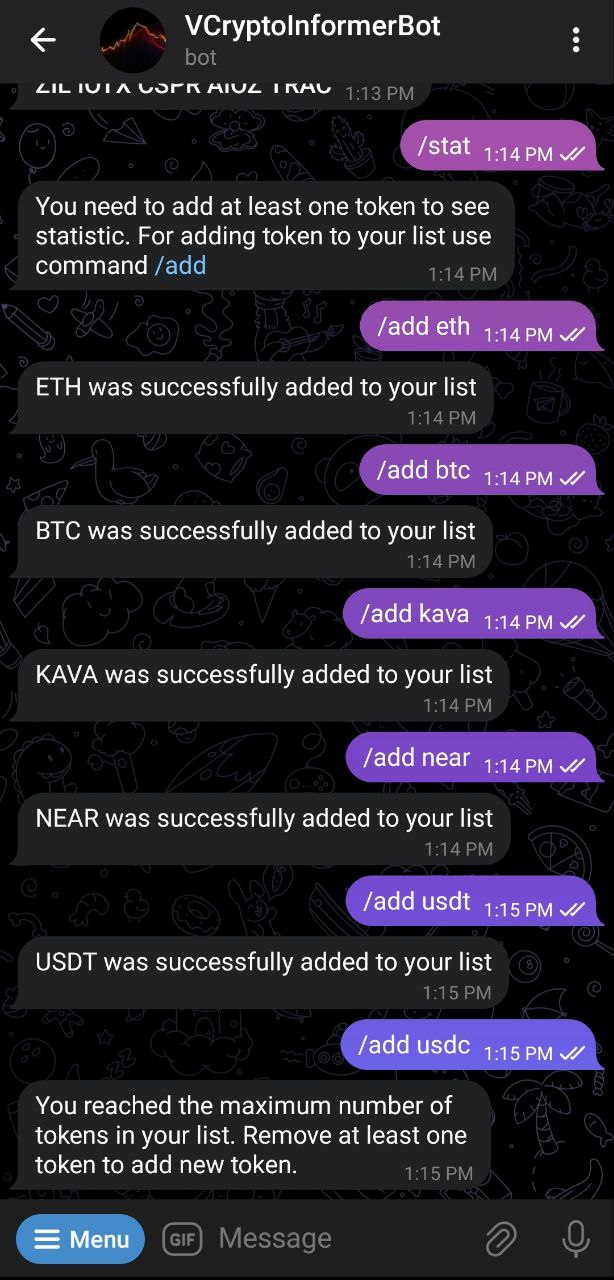 VCryptoInformerBot
bot
ZIL IOTX CSPR AIOZ TRAC 1:13 PM
/stat 1:14 PM
You need to add at least one token to see
statistic. For adding token to your list use
command /add 1:14 PM
/add eth 1:14 PM
ETH was successfully added to your list
1:14 PM
/add btc 1:14 PM
BTC was successfully added to your list
1:14 PM
/add kava 1:14 PM
KAVA was successfully added to your list
1:14 PM
/add near 1:14 PM
NEAR was successfully added to your list
1:14 PM
/add usdt 1:15 PM
USDT was successfully added to your list
1:15 PM
/add usdc 1:15 PM
You reached the maximum number of
tokens in your list. Remove at least one
token to add new token. 1:15 PM
Menu GIF Message